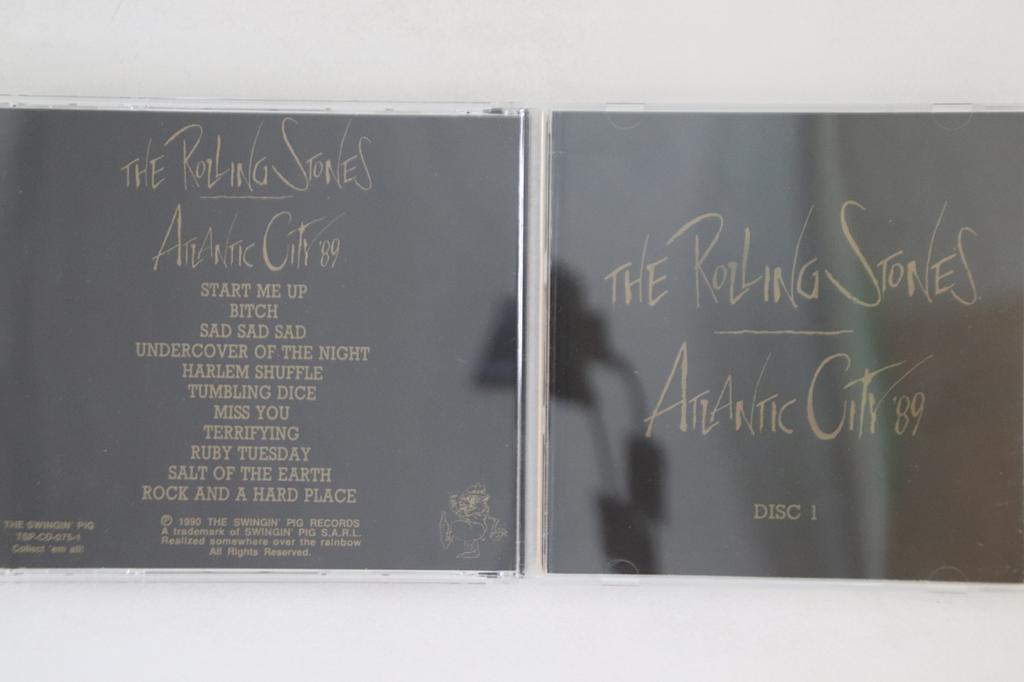 THE ROLLING STONES
ATLANTIC CITY '89
START ME UP
BITCH
SAD SAD SAD
UNDERCOVER OF THE NIGHT
HARLEM SHUFFLE
TUMBLING DICE
MISS YOU
TERRIFYING
RUBY TUESDAY
SALT OF THE EARTH
ROCK AND A HARD PLACE
THE SWINGIN' PIG
TSP-CD-075-1
Collect 'em all!
℗ 1990 THE SWINGIN' PIG RECORDS
A trademark of SWINGIN' PIG S.A.R.L.
Realized somewhere over the rainbow
All Rights Reserved.
THE ROLLING STONES
ATLANTIC CITY '89
DISC 1